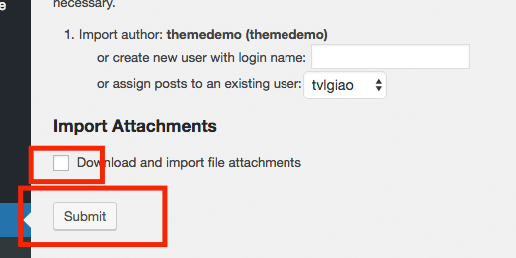 necessary.
1. Import author: themedemo (themedemo)
or create new user with login name:
or assign posts to an existing user: tvlgiao
Import Attachments
Download and import file attachments
Submit